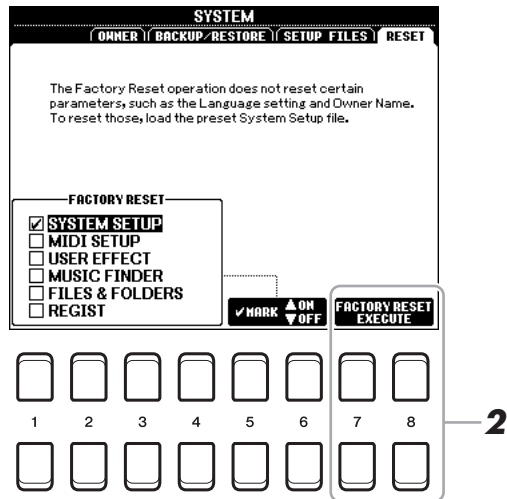 SYSTEM
OWNER BACKUP/RESTORE SETUP FILES RESET
The Factory Reset operation does not reset certain
parameters, such as the Language setting and Owner Name.
To reset those, load the preset System Setup file.
FACTORY RESET
SYSTEM SETUP
MIDI SETUP
USER EFFECT
MUSIC FINDER
FILES & FOLDERS
REGIST
✓MARK ▲ON
▼OFF
FACTORY RESET
EXECUTE
1 2 3 4 5 6 7 8
2